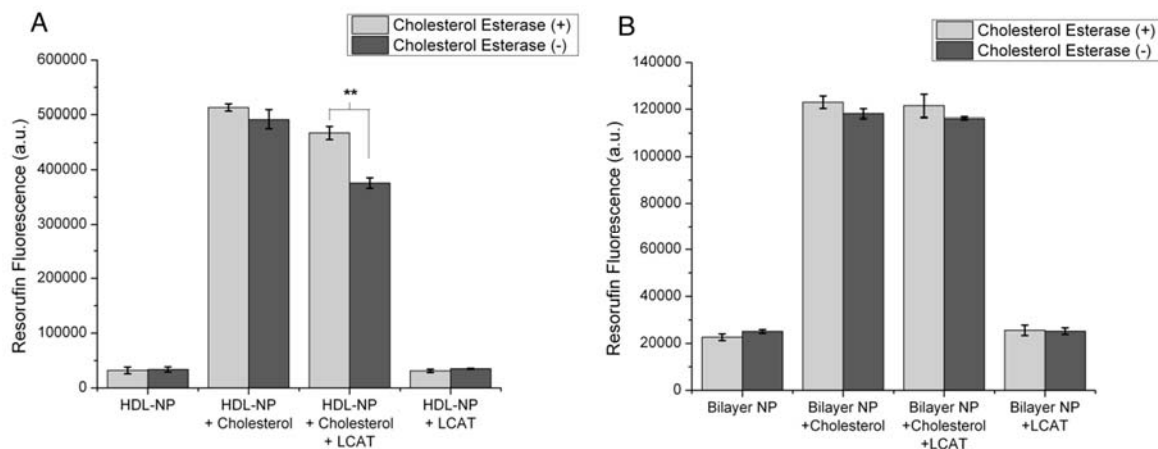 A
Cholesterol Esterase (+)
Cholesterol Esterase (-)
Resorufin Fluorescence (a.u.)
600000
500000
400000
300000
200000
100000
0
**
HDL-NP
HDL-NP
+ Cholesterol
HDL-NP
+ Cholesterol
+ LCAT
HDL-NP
+ LCAT
B
Cholesterol Esterase (+)
Cholesterol Esterase (-)
Resorufin Fluorescence (a.u.)
140000
120000
100000
80000
60000
40000
20000
0
Bilayer NP
Bilayer NP
+Cholesterol
Bilayer NP
+Cholesterol
+LCAT
Bilayer NP
+LCAT